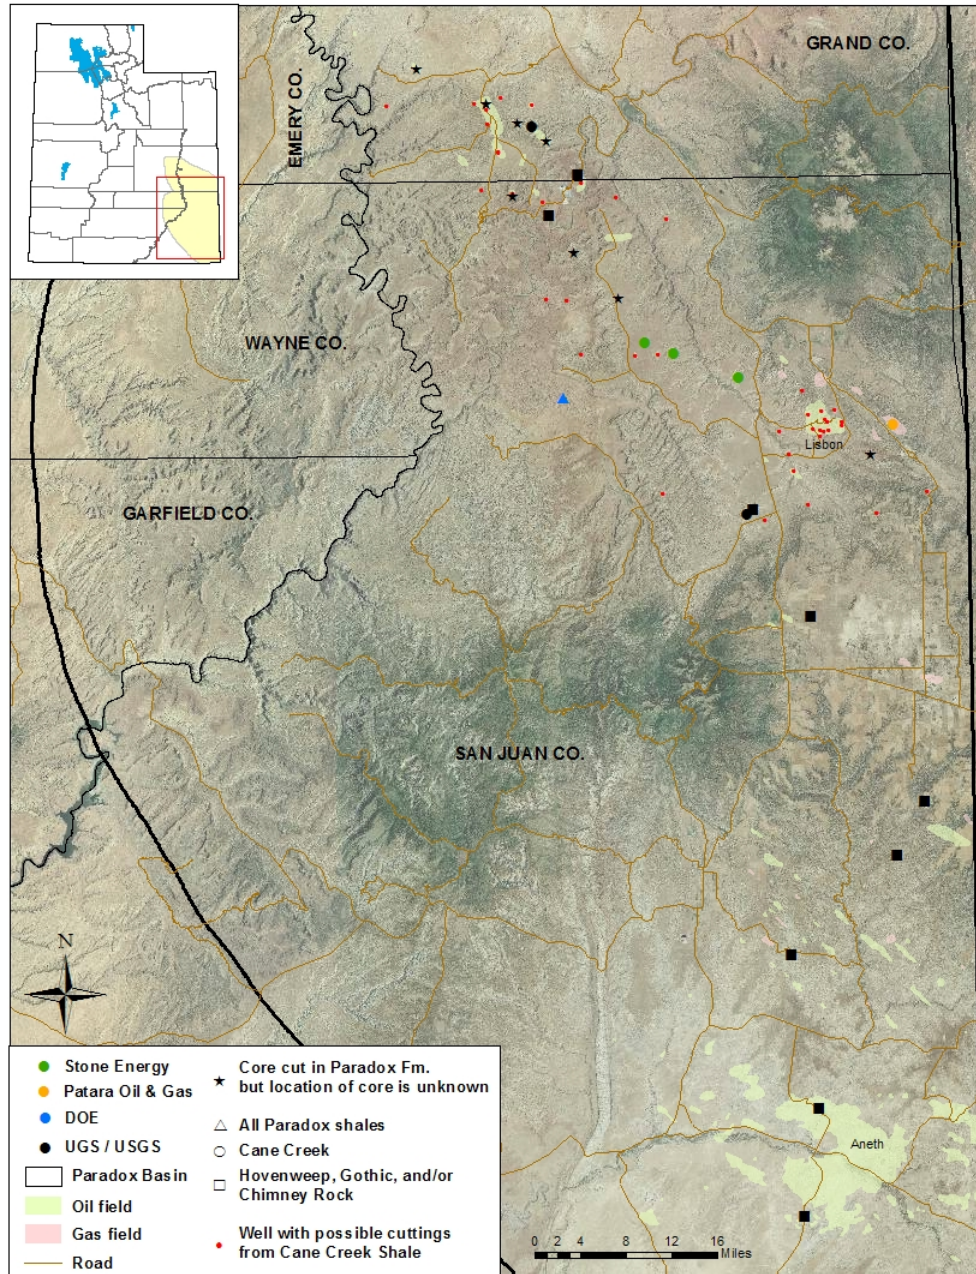 GRAND CO.
EMERY CO.
WAYNE CO.
Lisbon
GARFIELD CO.
SAN JUAN CO.
N
Aneth
Stone Energy
Patara Oil & Gas
DOE
UGS / USGS
Paradox Basin
Oil field
Gas field
Road
Core cut in Paradox Fm.
but location of core is unknown
All Paradox shales
Cane Creek
Hovenweep, Gothic, and/or
Chimney Rock
Well with possible cuttings
from Cane Creek Shale
0 2 4 8 12 16
Miles